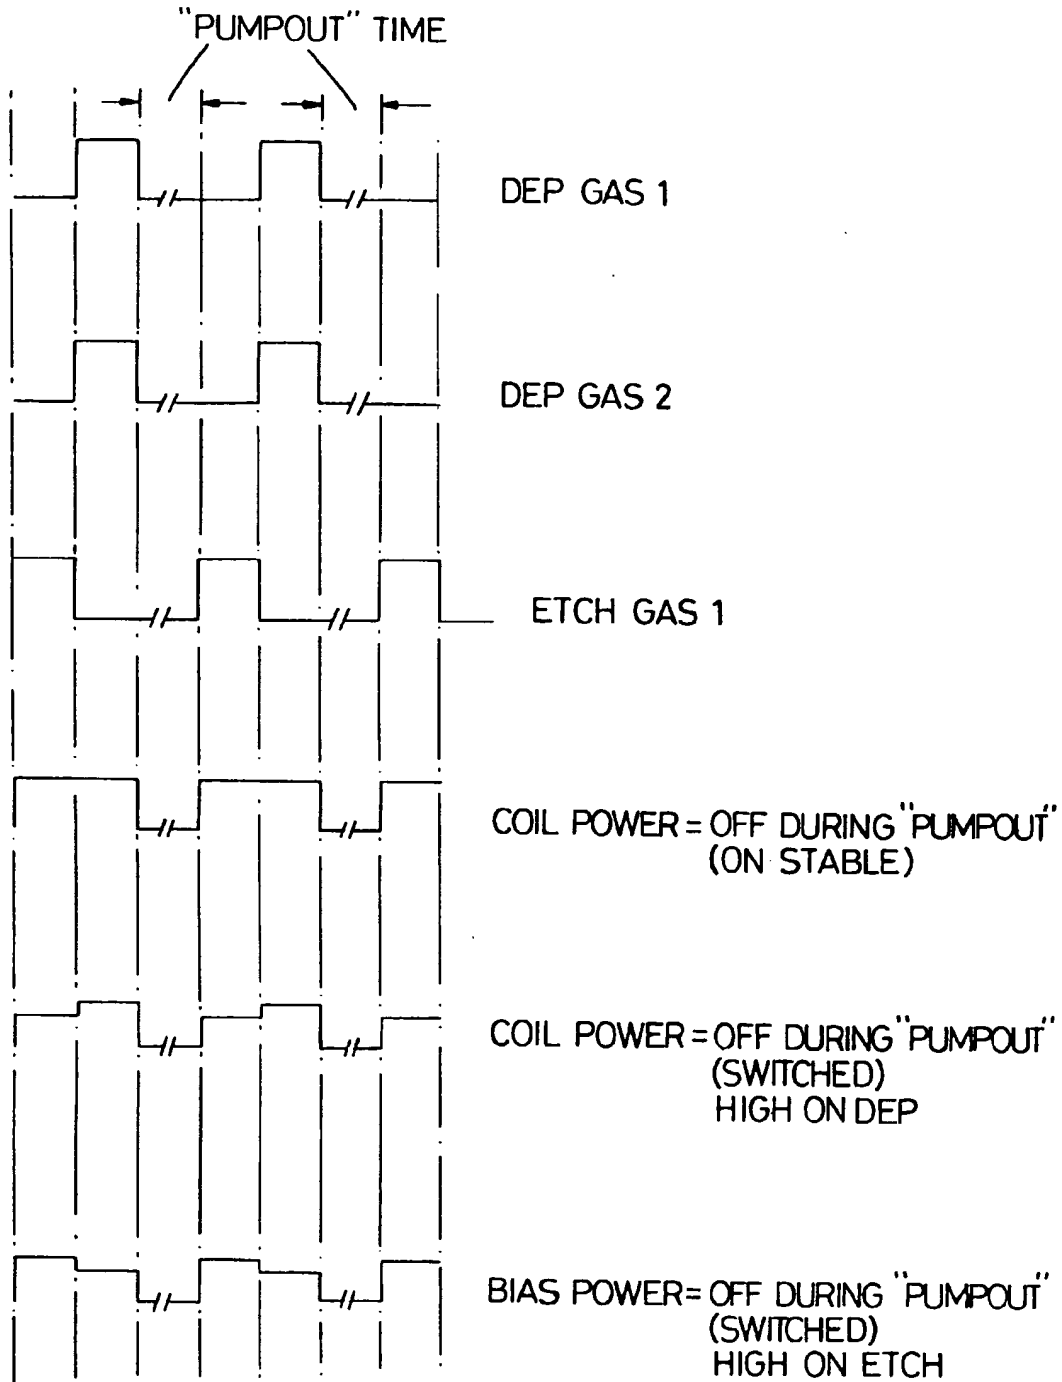 "PUMPOUT" TIME
DEP GAS 1
DEP GAS 2
ETCH GAS 1
COIL POWER = OFF DURING "PUMPOUT"
(ON STABLE)
COIL POWER = OFF DURING "PUMPOUT"
(SWITCHED)
HIGH ON DEP
BIAS POWER = OFF DURING "PUMPOUT"
(SWITCHED)
HIGH ON ETCH